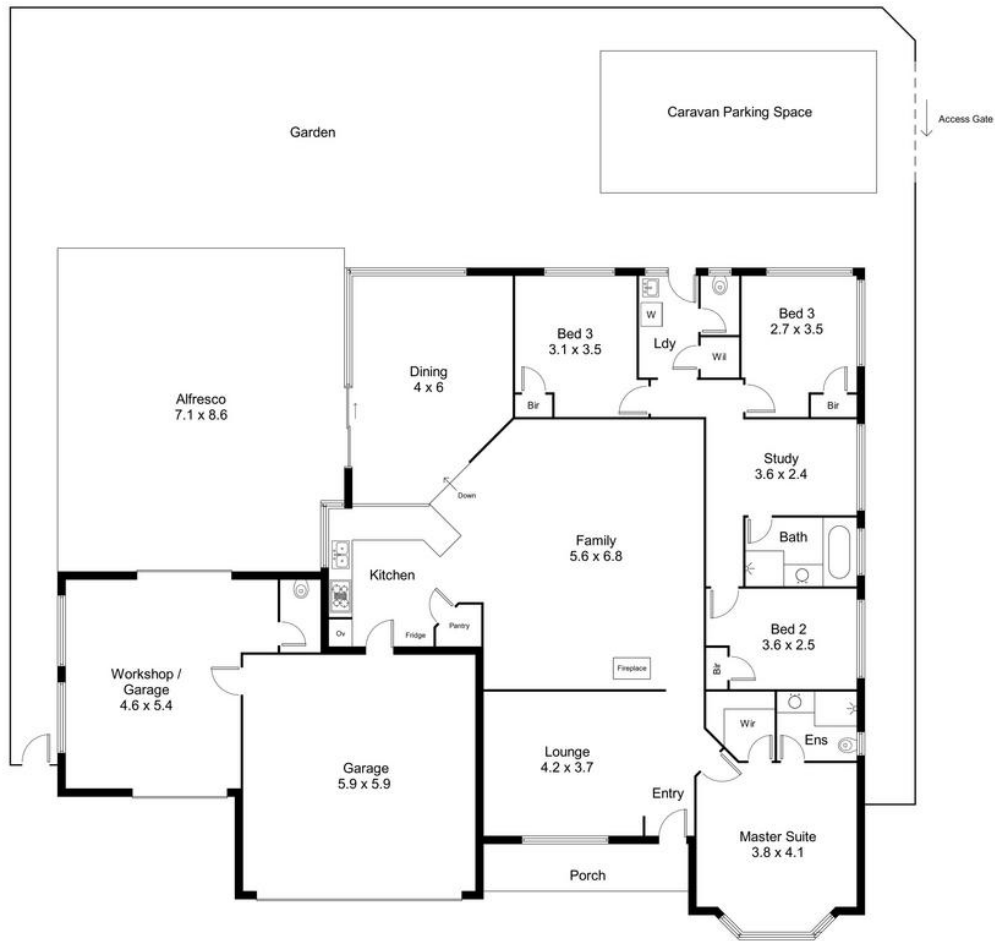 Caravan Parking Space
Access Gate
Garden
Bed 3
3.1 x 3.5
W
Ldy
Wil
Bed 3
2.7 x 3.5
Dining
4 x 6
Alfresco
7.1 x 8.6
Bir
Bir
Study
3.6 x 2.4
Down
Bath
Family
5.6 x 6.8
Kitchen
Ov
Fridge
Pantry
Bed 2
3.6 x 2.5
Bir
Fireplace
Workshop /
Garage
4.6 x 5.4
Wir
Ens
Lounge
4.2 x 3.7
Garage
5.9 x 5.9
Entry
Master Suite
3.8 x 4.1
Porch